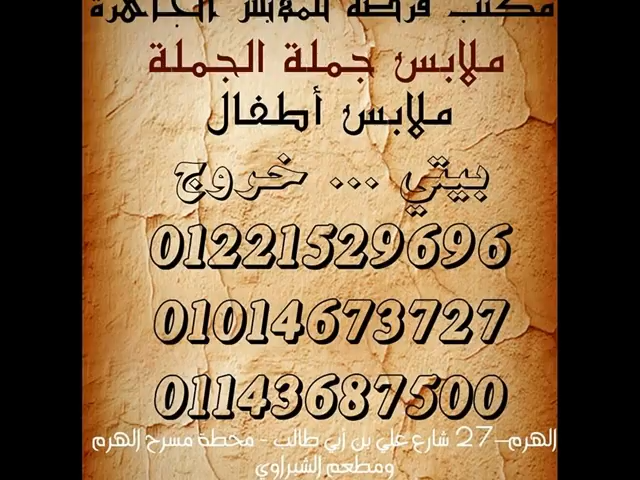 مكتب فرصة للملابس الجاهزة
ملابس جملة الجملة
ملابس أطفال
بيتي ... خروج
01221529696
01014673727
01143687500
الهرم-27 شارع علي بن أبي طالب - محطة مسرح الهرم
ومطعم الشبراوي